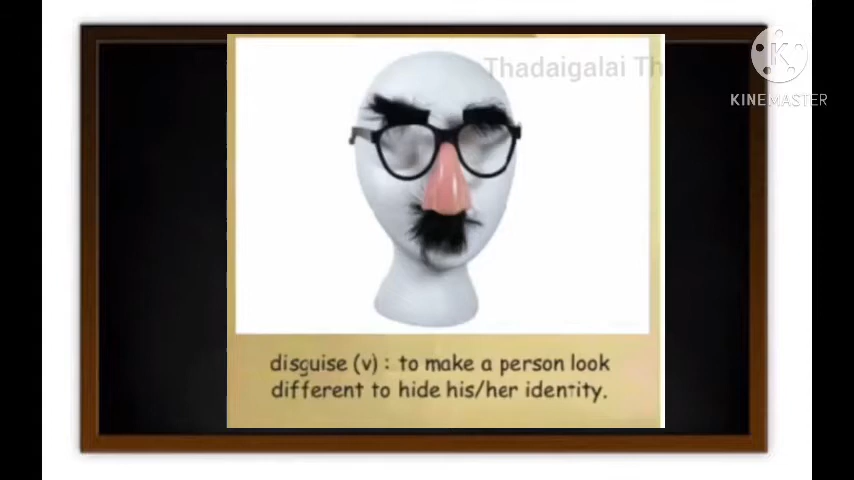 Thadaigalai Th
KINEMASTER
disguise (v) : to make a person look
different to hide his/her identity.